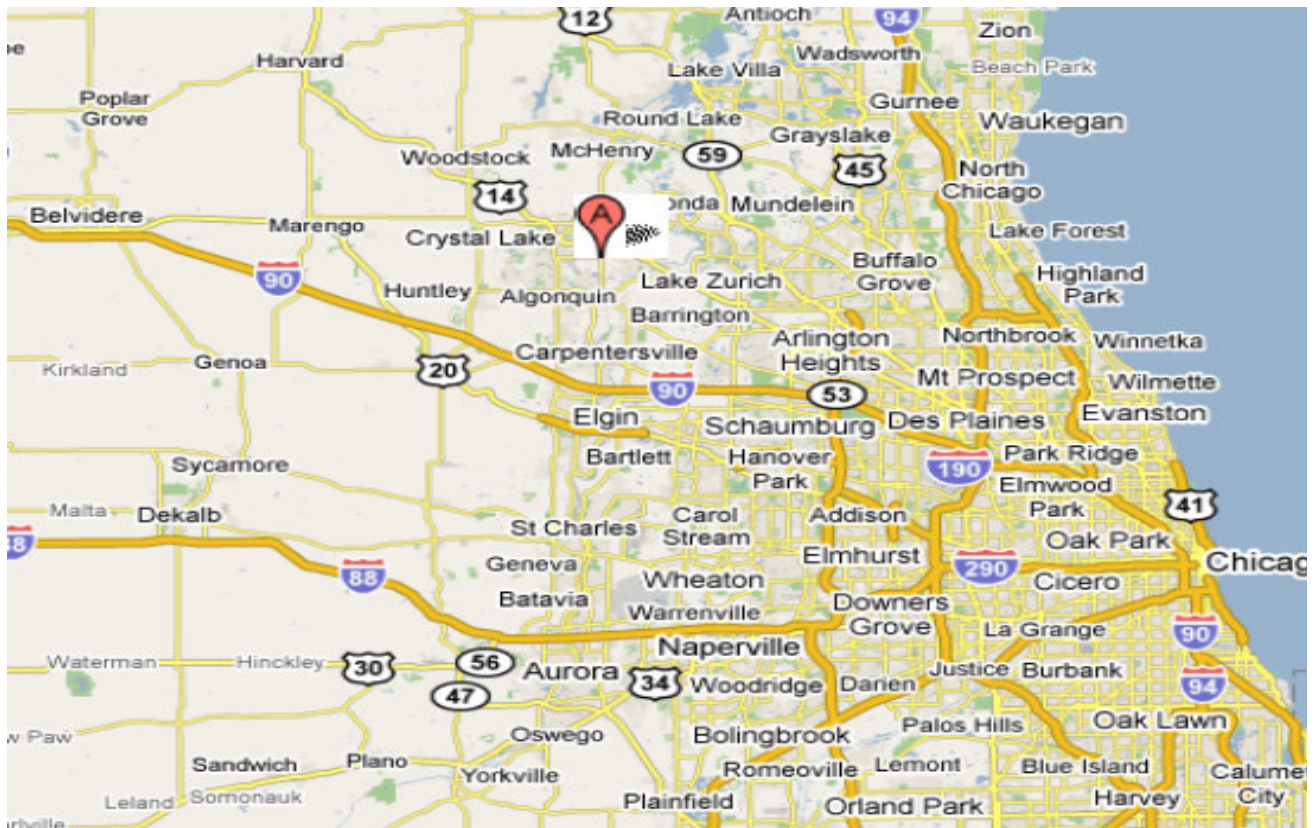 12
Antioch
94
Zion
Harvard
Wadsworth
Lake Villa
Beach Park
Poplar
Grove
Gurnee
Round Lake
Waukegan
Grayslake
McHenry
59
Woodstock
45
North
Chicago
14
onda
Mundelein
Belvidere
A
Marengo
Crystal Lake
Lake Forest
Buffalo
Grove
90
Lake Zurich
Highland
Park
Huntley
Algonquin
Barrington
Arlington
Heights
Northbrook
Winnetka
Carpentersville
Genoa
Kirkland
20
90
53
Mt Prospect
Wilmette
Evanston
Elgin
Schaumburg
Des Plaines
Bartlett
Hanover
Park
Park Ridge
Sycamore
190
Elmwood
Park
Malta
Dekalb
St Charles
Carol
Stream
Addison
41
Oak Park
88
Elmhurst
Chicag
Geneva
88
290
Wheaton
Cicero
Batavia
Warrenville
Downers
Grove
La Grange
90
Naperville
Waterman
Hinckley
30
56
Aurora
34
Justice
Burbank
47
Woodridge
Darien
94
Palos Hills
Oak Lawn
w Paw
Oswego
Bolingbrook
Sandwich
Plano
Yorkville
Romeoville
Lemont
Blue Island
Calumet
City
Leland
Somonauk
Plainfield
Orland Park
Harvey